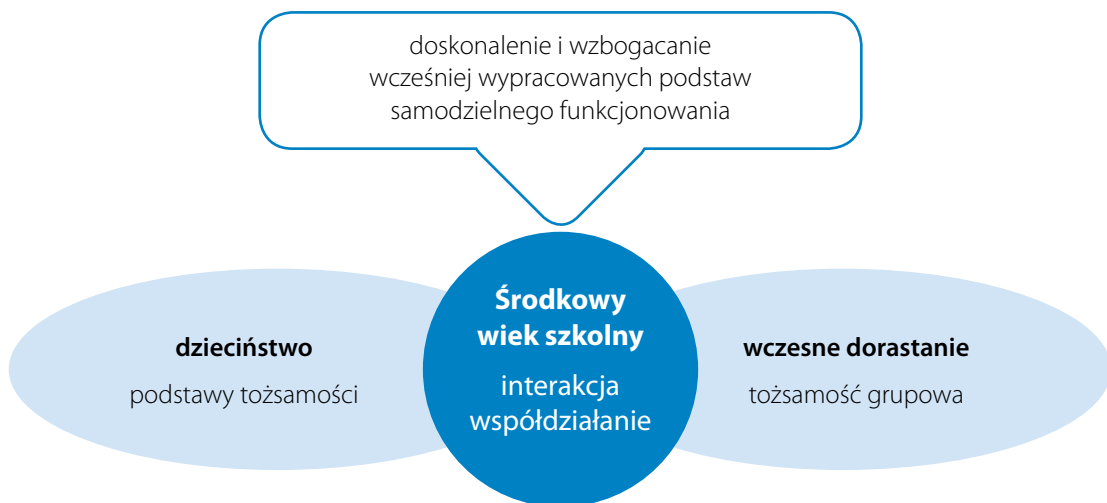 doskonalenie i wzbogacanie
wcześniej wypracowanych podstaw
samodzielnego funkcjonowania
dzieciństwo
podstawy tożsamości
Środkowy
wiek szkolny
interakcja
współdziałanie
wczesne dorastanie
tożsamość grupowa